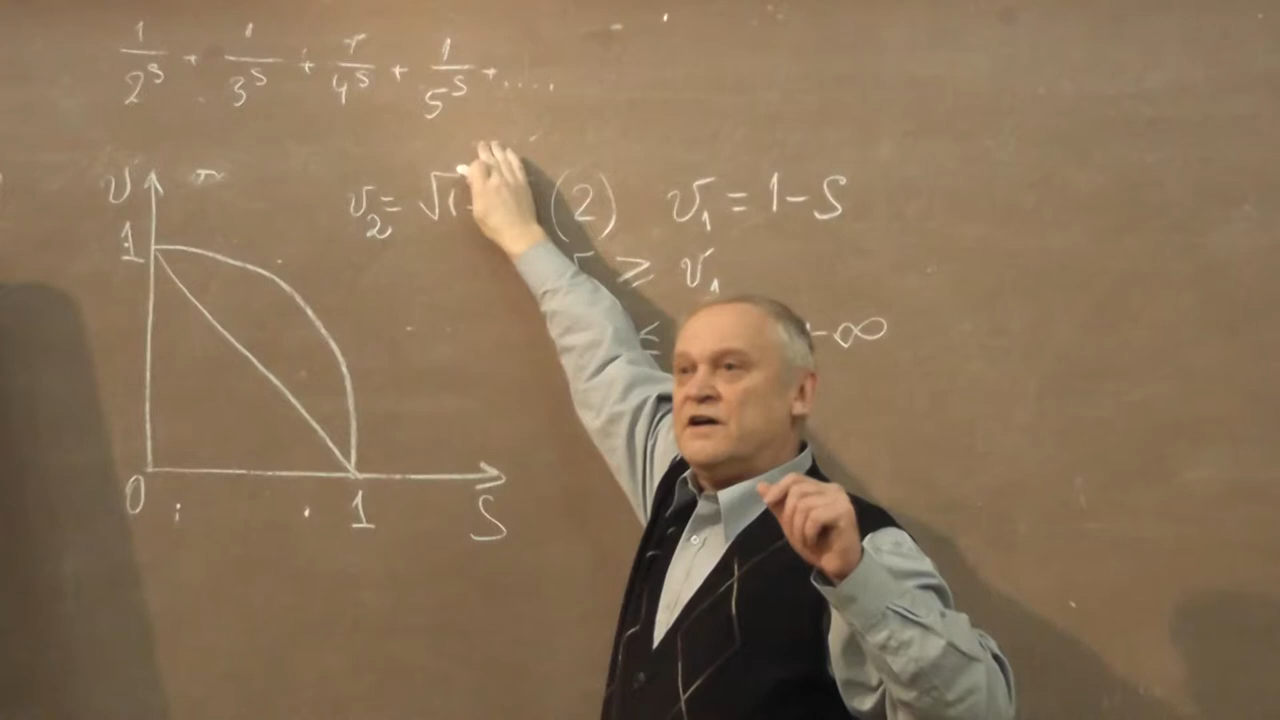 1/2^s + 1/3^s + 1/4^s + 1/5^s + ....
v
1
0
1
S
v₂ = √1- (2) v₁ = 1-S
≥ v₁
≤ -∞